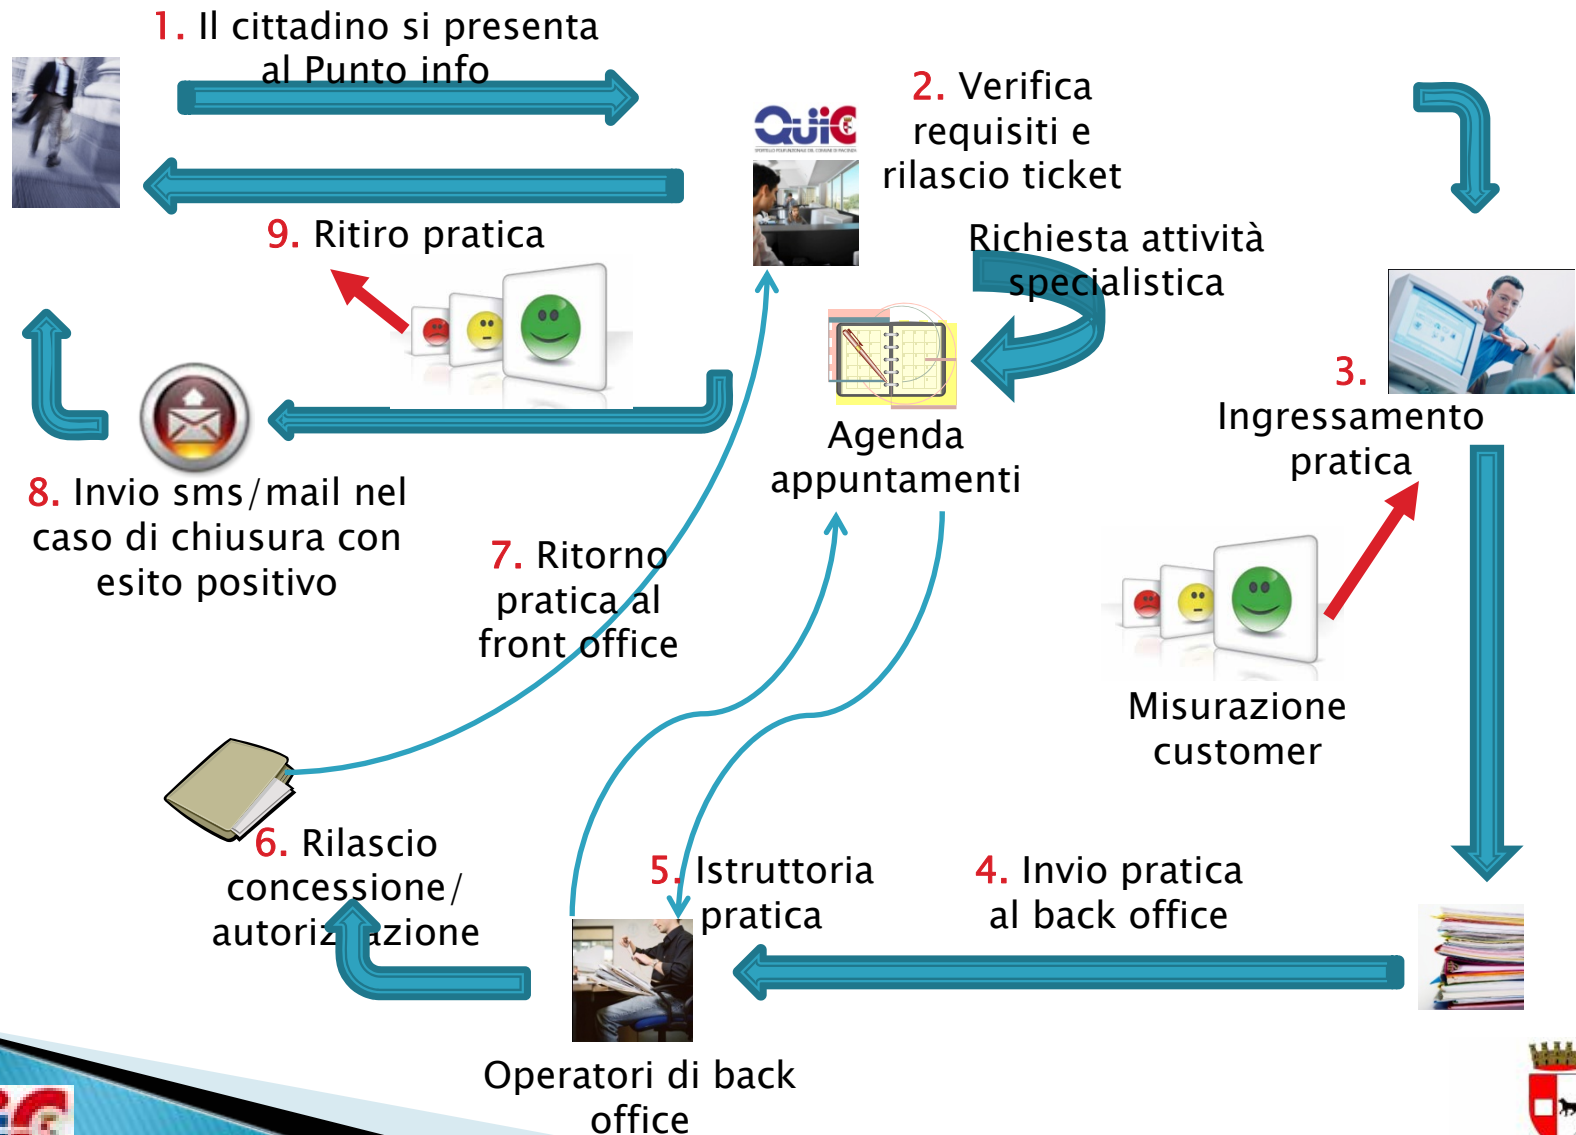 1. Il cittadino si presenta
al Punto info
QuiC
2. Verifica
requisiti e
rilascio ticket
9. Ritiro pratica
Richiesta attività
specialistica
3.
Ingressamento
pratica
Agenda
appuntamenti
8. Invio sms/mail nel
caso di chiusura con
esito positivo
7. Ritorno
pratica al
front office
Misurazione
customer
6. Rilascio
concessione/
autorizzazione
5. Istruttoria
pratica
4. Invio pratica
al back office
Operatori di back
office